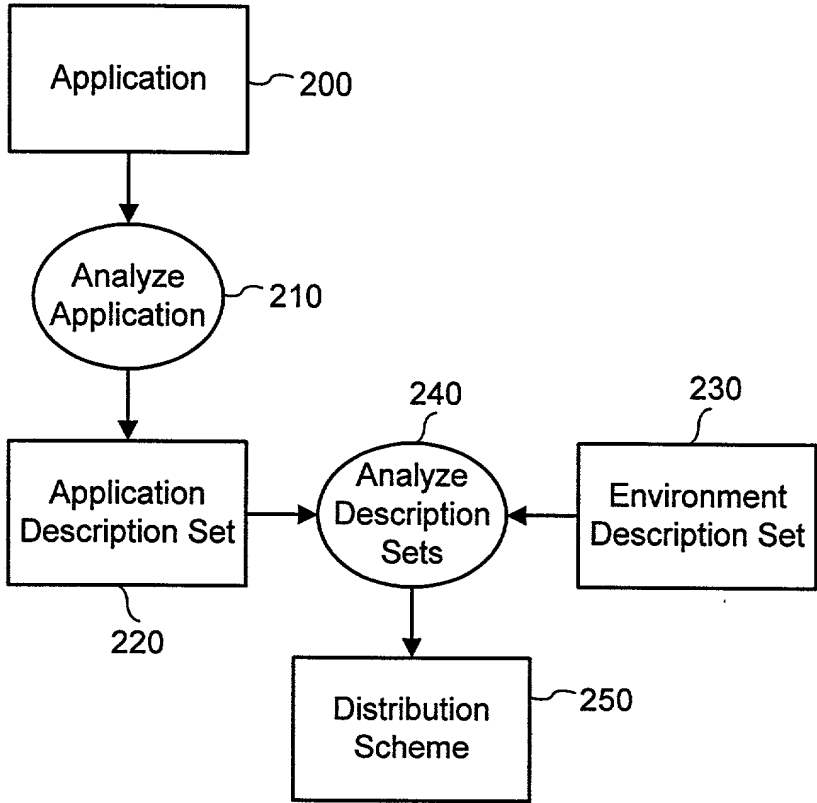 Application
200
Analyze
Application
210
240
230
Application
Description Set
Analyze
Description
Sets
Environment
Description Set
220
Distribution
Scheme
250